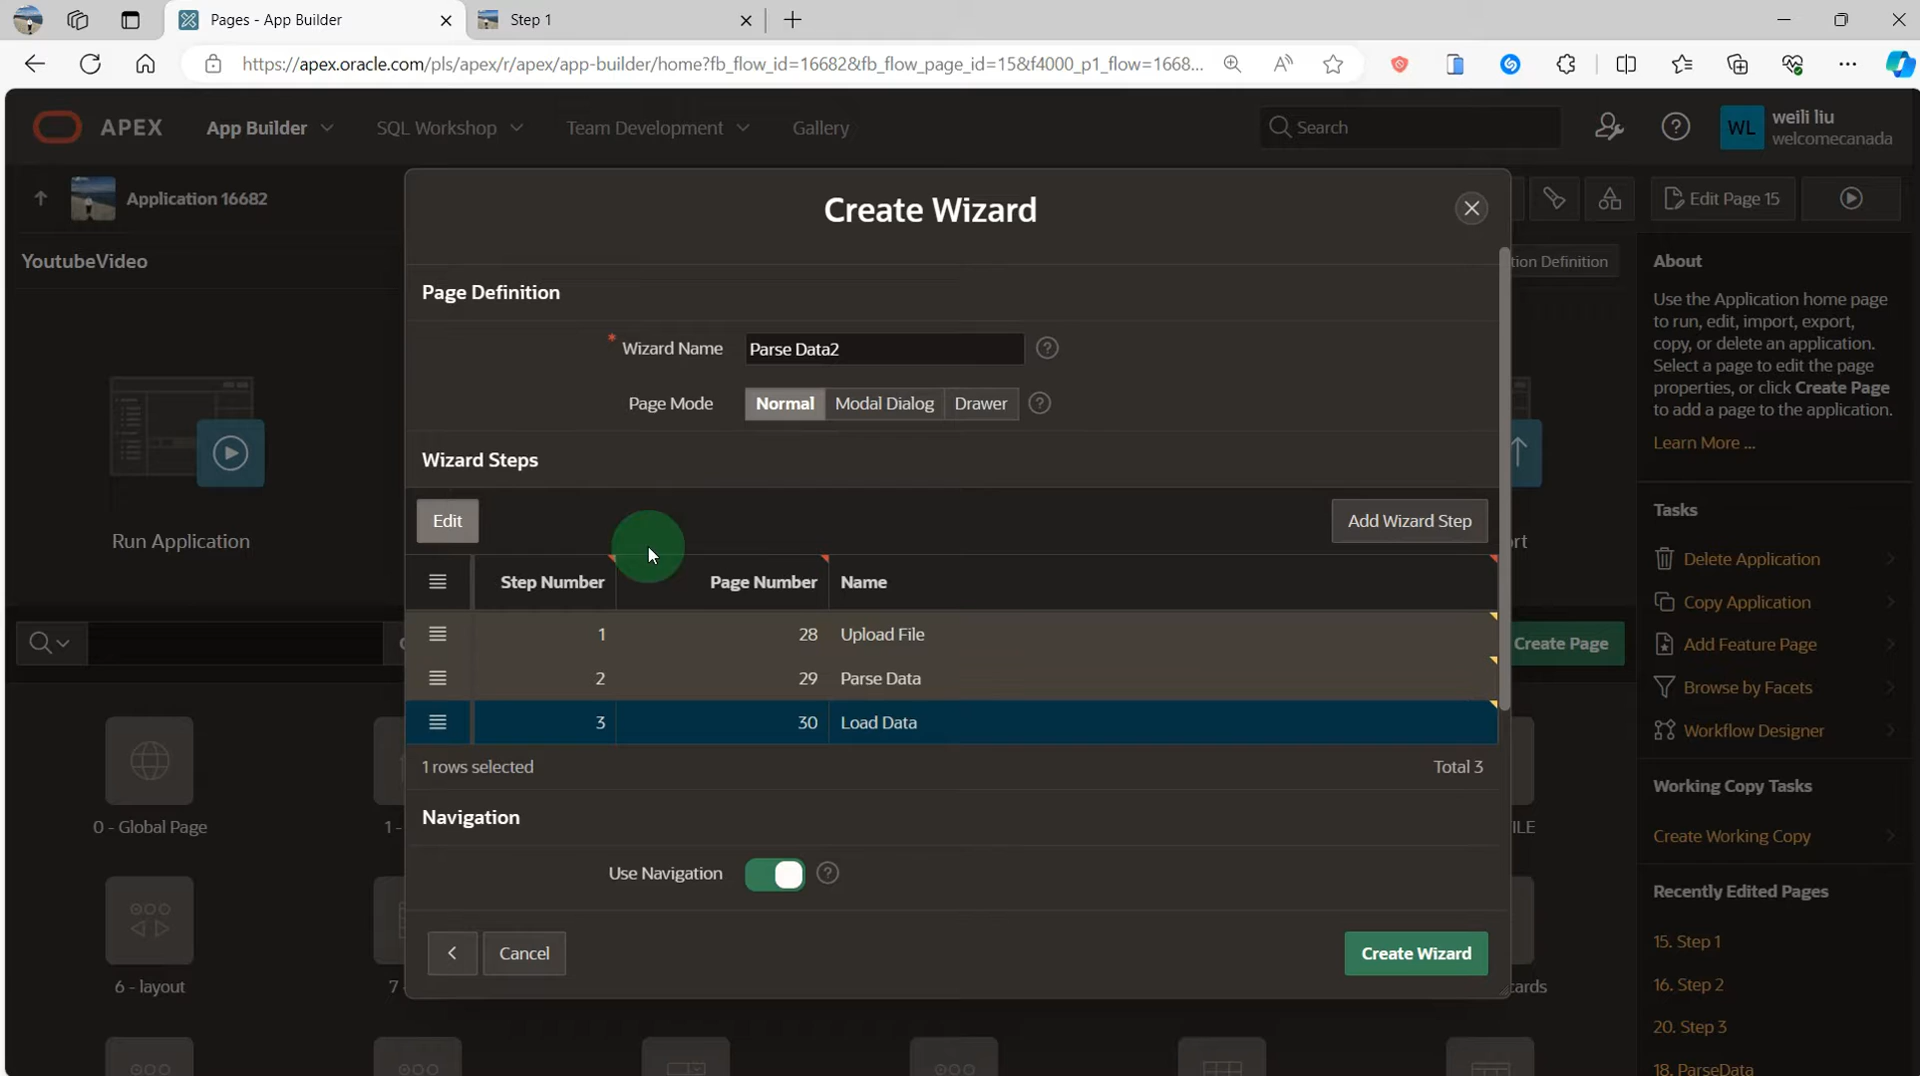 Pages - App Builder
Step 1
https://apex.oracle.com/pls/apex/r/apex/app-builder/home?fb_flow_id=16682&fb_flow_page_id=15&f4000_p1_flow=1668...
APEX
App Builder
SQL Workshop
Team Development
Gallery
Search
WL
weili liu
welcomecanada
Application 16682
Edit Page 15
YoutubeVideo
tion Definition
Run Application
rt
Create Page
0 - Global Page
1 -
ILE
6 - layout
7
cards
Create Wizard
Page Definition
* Wizard Name
Parse Data2
Page Mode
Normal
Modal Dialog
Drawer
Wizard Steps
Edit
Add Wizard Step
Step Number
Page Number
Name
1
28
Upload File
2
29
Parse Data
3
30
Load Data
1 rows selected
Total 3
Navigation
Use Navigation
Cancel
Create Wizard
About
Use the Application home page
to run, edit, import, export,
copy, or delete an application.
Select a page to edit the page
properties, or click Create Page
to add a page to the application.
Learn More ...
Tasks
Delete Application
Copy Application
Add Feature Page
Browse by Facets
Workflow Designer
Working Copy Tasks
Create Working Copy
Recently Edited Pages
15. Step 1
16. Step 2
20. Step 3
18. ParseData